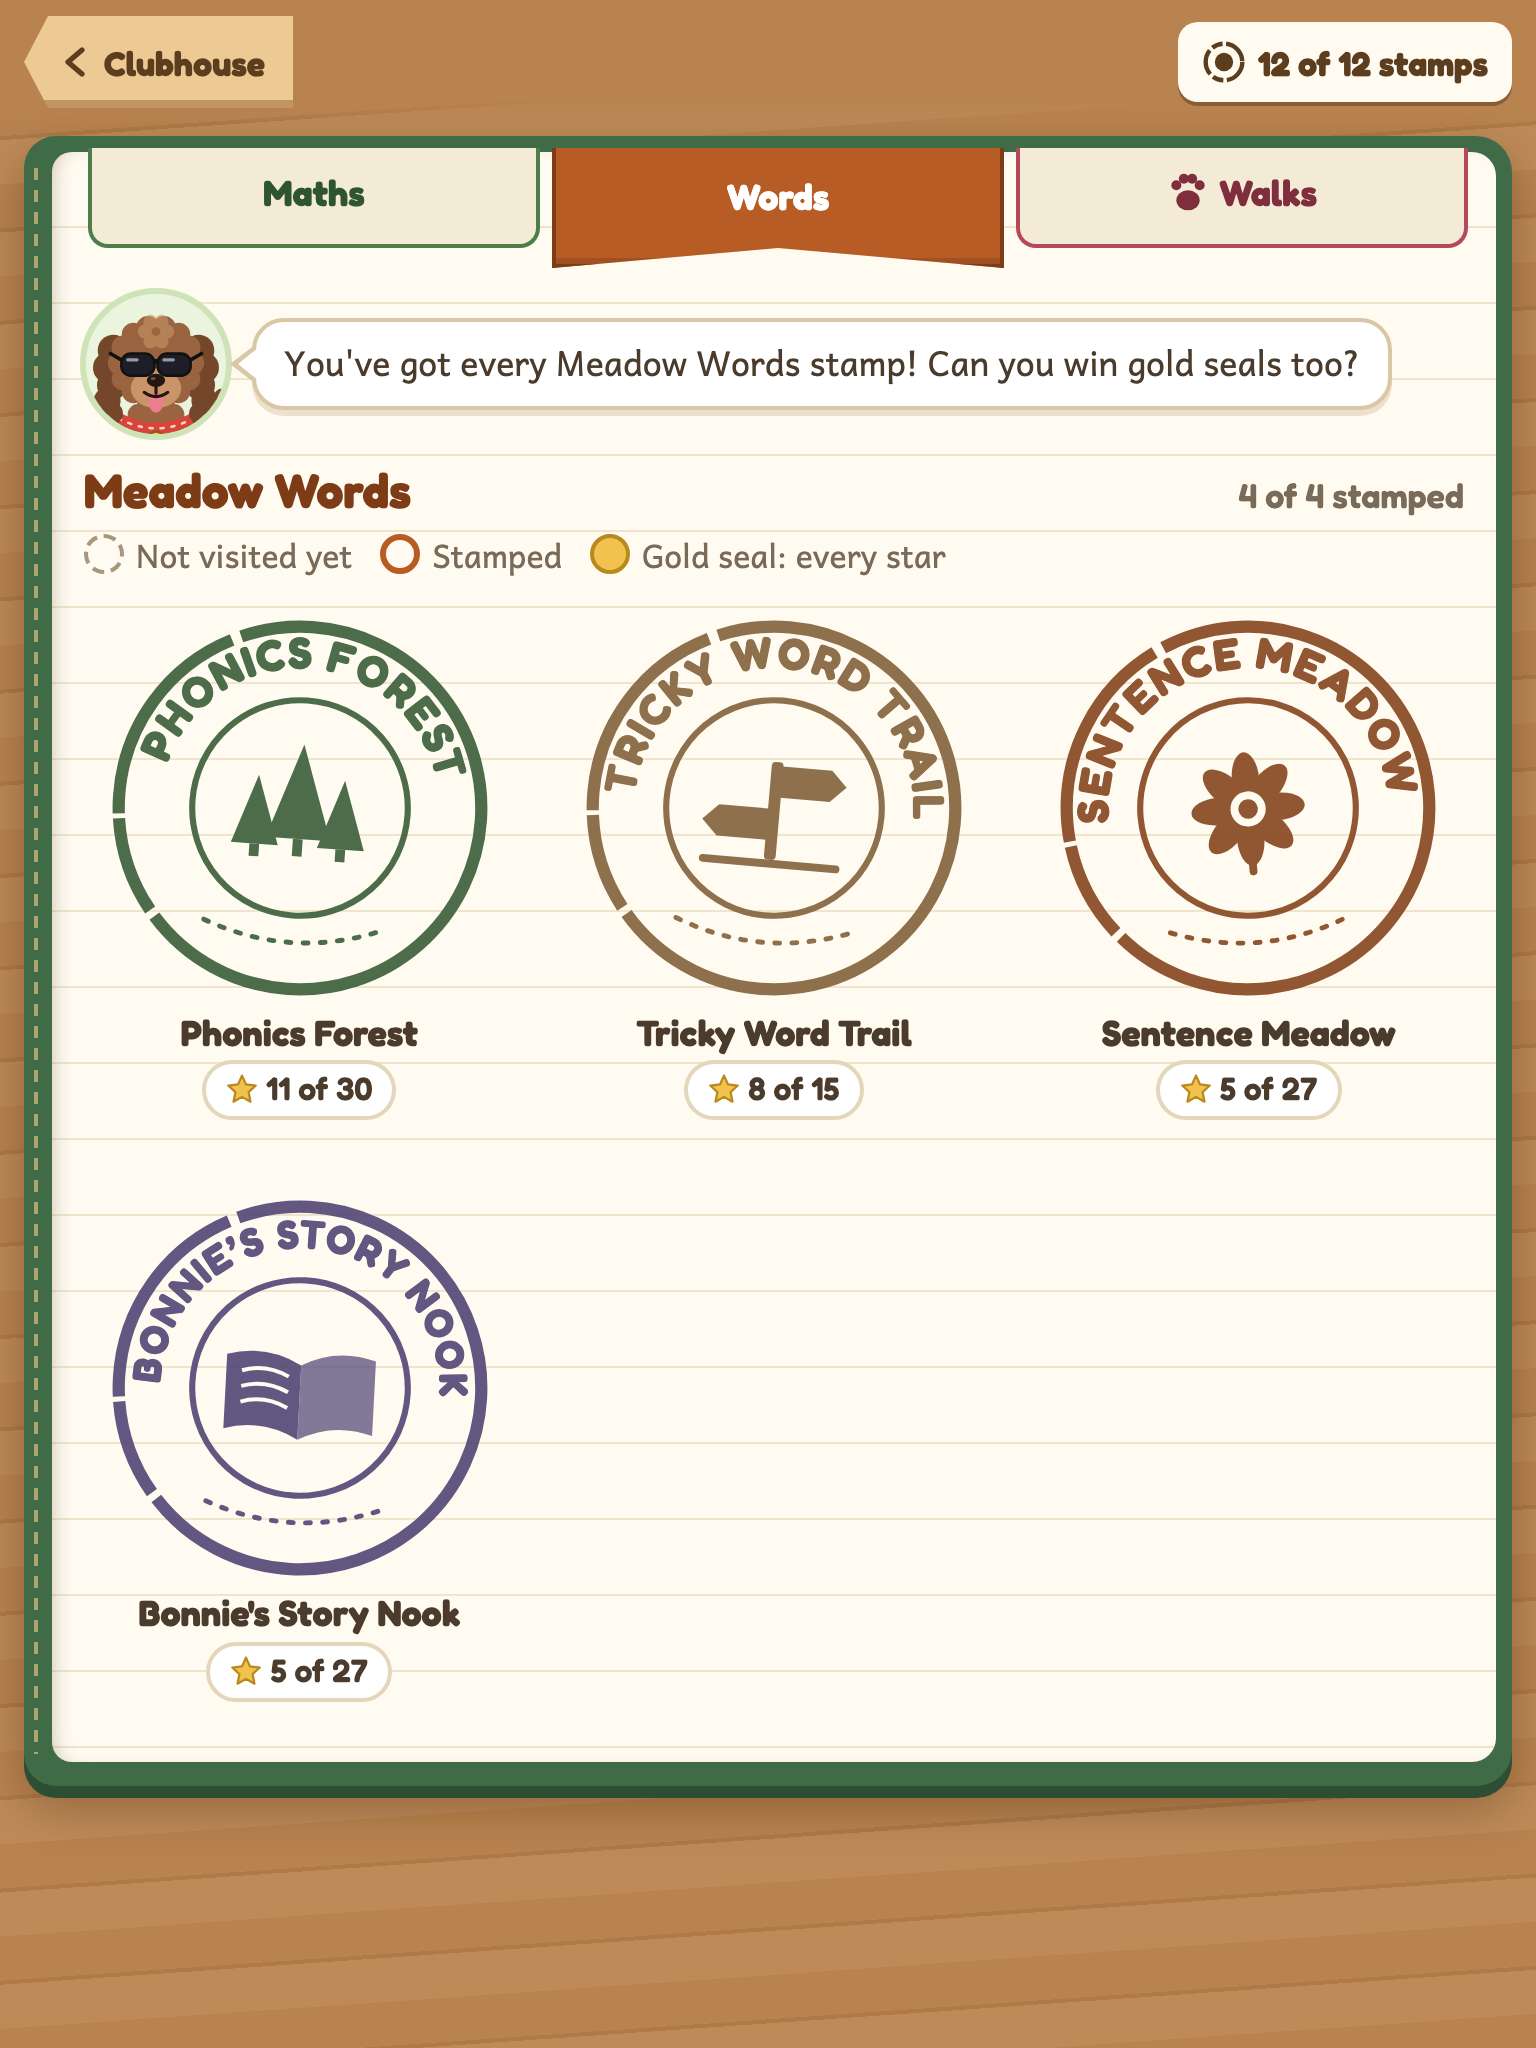 Clubhouse
12 of 12 stamps
Maths
Words
Walks
You've got every Meadow Words stamp! Can you win gold seals too?
Meadow Words
4 of 4 stamped
Not visited yet
Stamped
Gold seal: every star
PHONICS FOREST
TRICKY WORD TRAIL
SENTENCE MEADOW
Phonics Forest
Tricky Word Trail
Sentence Meadow
11 of 30
8 of 15
5 of 27
BONNIE’S STORY NOOK
Bonnie's Story Nook
5 of 27